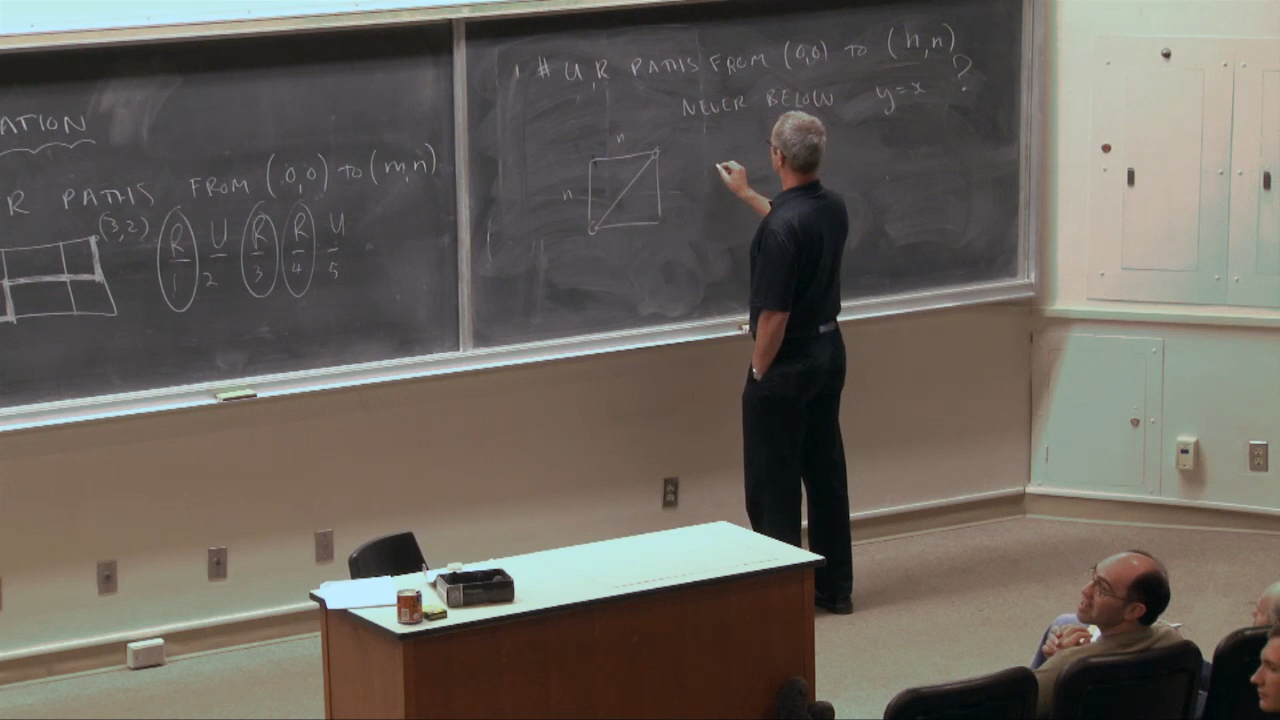 ATION
R PATHS FROM (0,0) TO (m,n)
(3,2) R U R R U
1 2 3 4 5
# U,R PATHS FROM (0,0) TO (n,n)
NEVER BELOW y=x ?
n
n